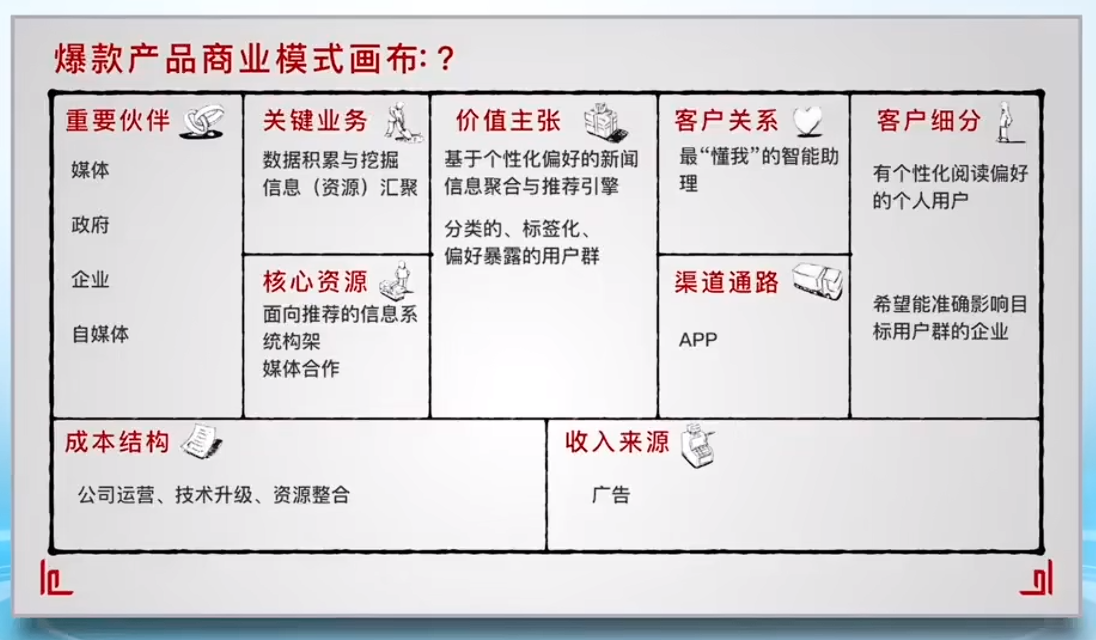 爆款产品商业模式画布:?
重要伙伴
媒体
政府
企业
自媒体
关键业务
数据积累与挖掘
信息（资源）汇聚
核心资源
面向推荐的信息系
统构架
媒体合作
价值主张
基于个性化偏好的新闻
信息聚合与推荐引擎
分类的、标签化、
偏好暴露的用户群
客户关系
最“懂我”的智能助
理
渠道通路
APP
客户细分
有个性化阅读偏好
的个人用户
希望能准确影响目
标用户群的企业
成本结构
公司运营、技术升级、资源整合
收入来源
广告